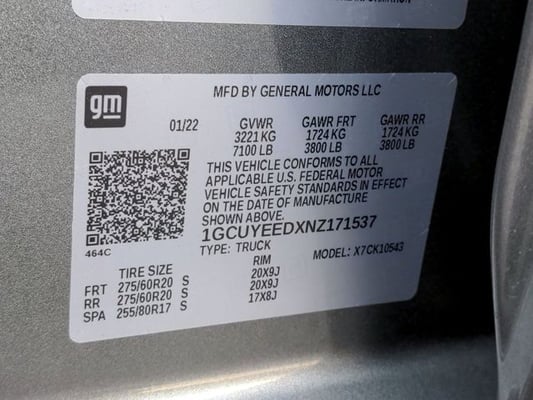 gm
MFD BY GENERAL MOTORS LLC
01/22 GVWR GAWR FRT GAWR RR
3221 KG 1724 KG 1724 KG
7100 LB 3800 LB 3800 LB
THIS VEHICLE CONFORMS TO ALL
APPLICABLE U.S. FEDERAL MOTOR
VEHICLE SAFETY STANDARDS IN EFFECT
ON THE DATE OF MANUFACTURE
SHOWN ABOVE.
1GCUYEEDXNZ171537
464C TYPE: TRUCK MODEL: X7CK10543
TIRE SIZE RIM
FRT 275/60R20 S 20X9J
RR 275/60R20 S 20X9J
SPA 255/80R17 S 17X8J